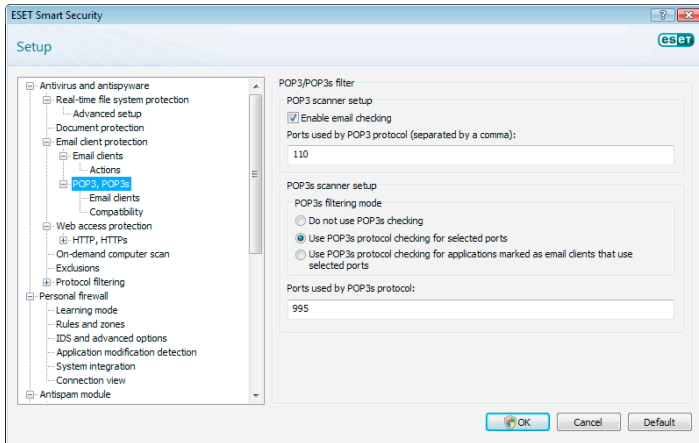 ESET Smart Security
Setup
eset
Antivirus and antispyware
Real-time file system protection
Advanced setup
Document protection
Email client protection
Email clients
Actions
POP3, POP3s
Email clients
Compatibility
Web access protection
HTTP, HTTPs
On-demand computer scan
Exclusions
Protocol filtering
Personal firewall
Learning mode
Rules and zones
IDS and advanced options
Application modification detection
System integration
Connection view
Antispam module
POP3/POP3s filter
POP3 scanner setup
Enable email checking
Ports used by POP3 protocol (separated by a comma):
110
POP3s scanner setup
POP3s filtering mode
Do not use POP3s checking
Use POP3s protocol checking for selected ports
Use POP3s protocol checking for applications marked as email clients that use
selected ports
Ports used by POP3s protocol:
995
OK
Cancel
Default